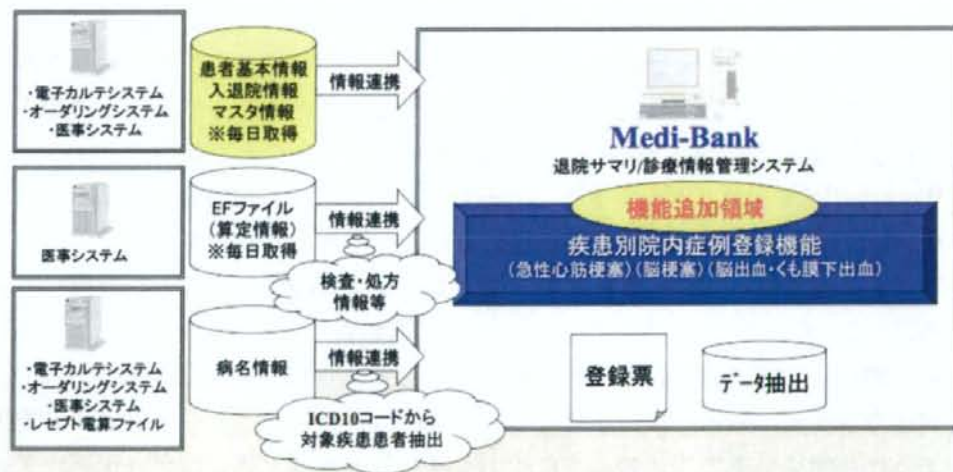 ・電子カルテシステム
・オーダリングシステム
・医事システム
患者基本情報
入退院情報
マスタ情報
※毎日取得
情報連携
医事システム
EFファイル
(算定情報)
※毎日取得
情報連携
検査・処方
情報等
・電子カルテシステム
・オーダリングシステム
・医事システム
・レセプト電算ファイル
病名情報
情報連携
ICD10コードから
対象疾患患者抽出
Medi-Bank
退院サマリ/診療情報管理システム
機能追加領域
疾患別院内症例登録機能
(急性心筋梗塞)(脳梗塞)(脳出血・くも膜下出血)
登録票
データ抽出